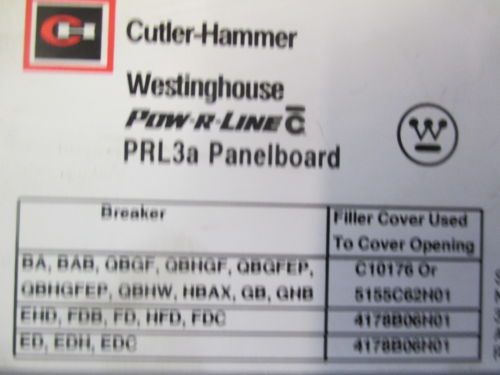 Cutler-Hammer
Westinghouse
POW-R-LINE C
PRL3a Panelboard
Breaker
Filler Cover Used
To Cover Opening
BA, BAB, QBGF, QBHGF, QBGFEP,
C10176 Or
QBHGFEP, QBHW, HBAX, GB, GHB
5155C62H01
EHD, FDB, FD, HFD, FDC
4178B06H01
ED, EDH, EDC
4178B06H01